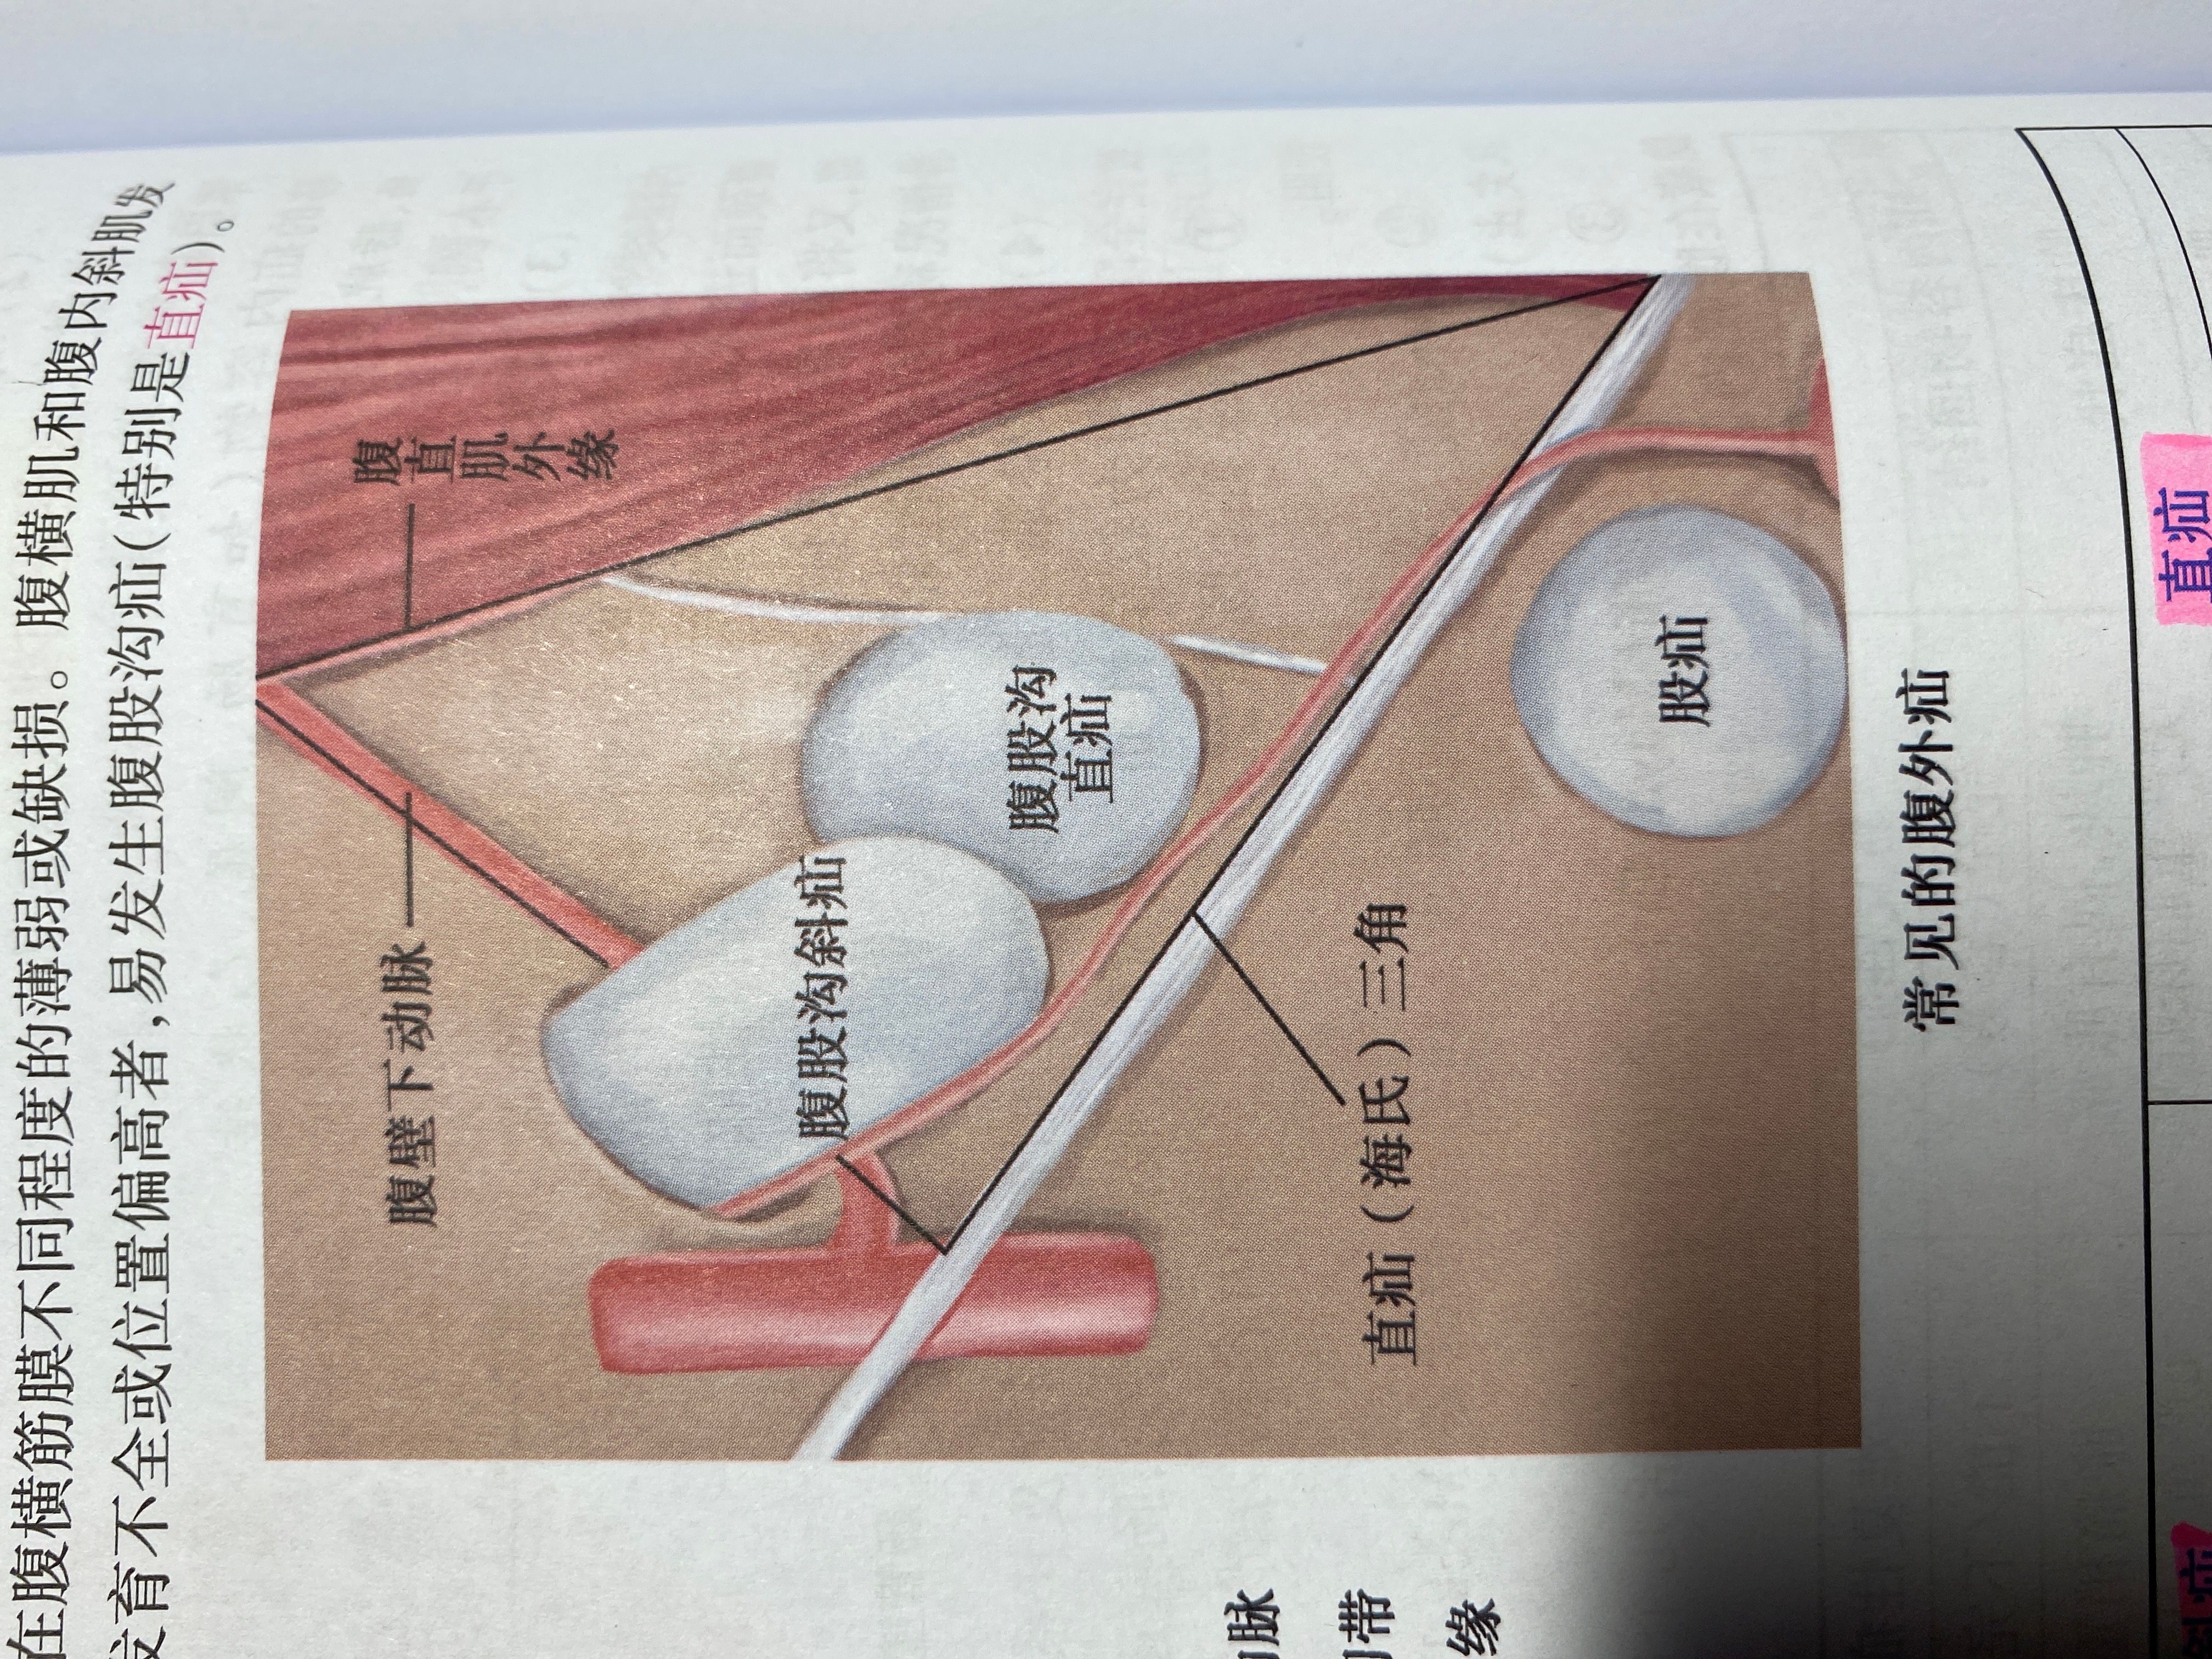 在腹横筋膜不同程度的薄弱或缺损。腹横肌和腹内斜肌发
发育不全或位置偏高者,易发生腹股沟疝(特别是直疝)。
腹直肌外缘
腹壁下动脉
腹股沟斜疝
腹股沟
直疝
直疝(海氏)三角
股疝
常见的腹外疝
脉
带
缘
直疝